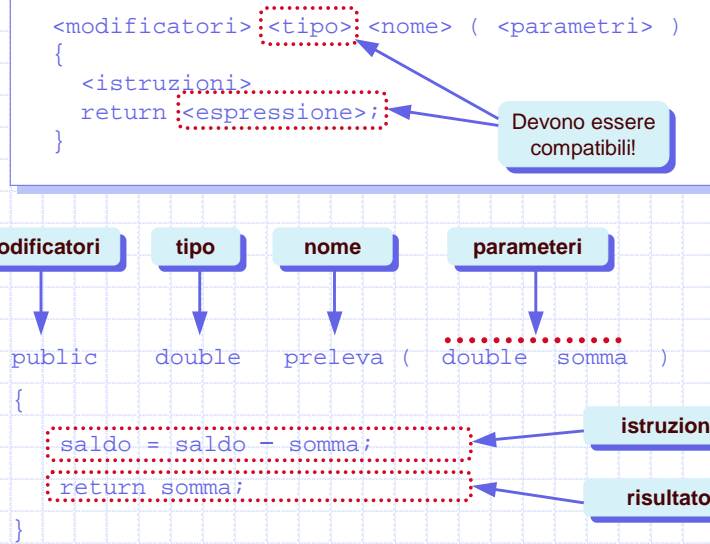 <modificatori> <tipo> <nome> ( <parametri> )
{
<istruzioni>
return <espressione>;
}
Devono essere
compatibili!
odificatori tipo nome parameteri
public double preleva ( double somma )
{
saldo = saldo – somma;
istruzion
return somma;
risultato
}